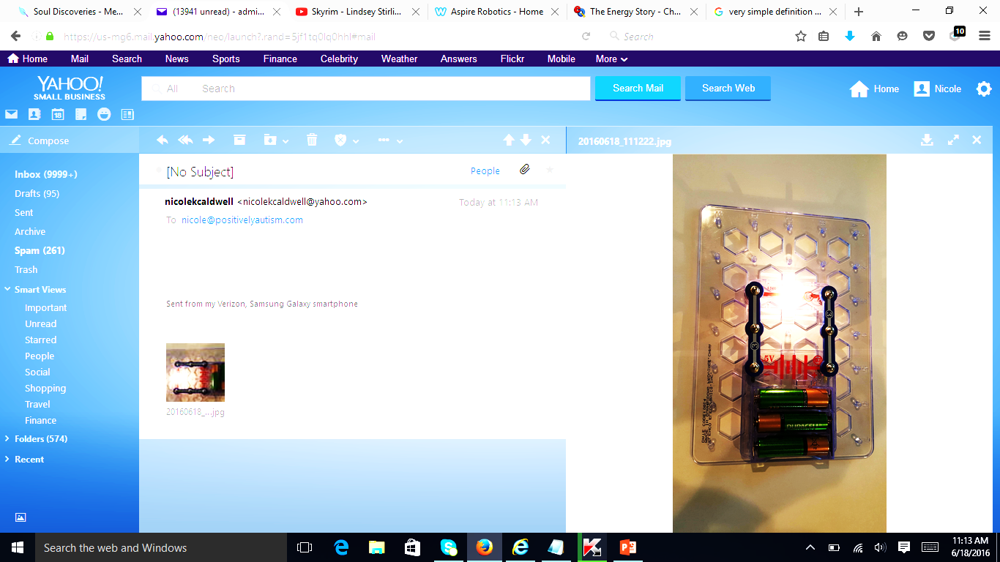 Soul Discoveries - Me...
(13941 unread) - admi...
Skyrim - Lindsey Stirlin...
Aspire Robotics - Home
The Energy Story - Ch...
very simple definition ...
https://us-mg6.mail.yahoo.com/neo/launch?.rand=5jf1tq0lq0hhl#mail
Search
10
Home Mail Search News Sports Finance Celebrity Weather Answers Flickr Mobile More
YAHOO!
SMALL BUSINESS
All Search
Search Mail
Search Web
Home
Nicole
18
Compose
20160618_111222.jpg
Inbox (9999+)
Drafts (95)
Sent
Archive
Spam (261)
Trash
Smart Views
Important
Unread
Starred
People
Social
Shopping
Travel
Finance
Folders (574)
Recent
[No Subject]
People
nicolekcaldwell <nicolekcaldwell@yahoo.com>
Today at 11:13 AM
To nicole@positivelyautism.com
Sent from my Verizon, Samsung Galaxy smartphone
20160618_...jpg
3
3
DURACELL
Search the web and Windows
11:13 AM
6/18/2016